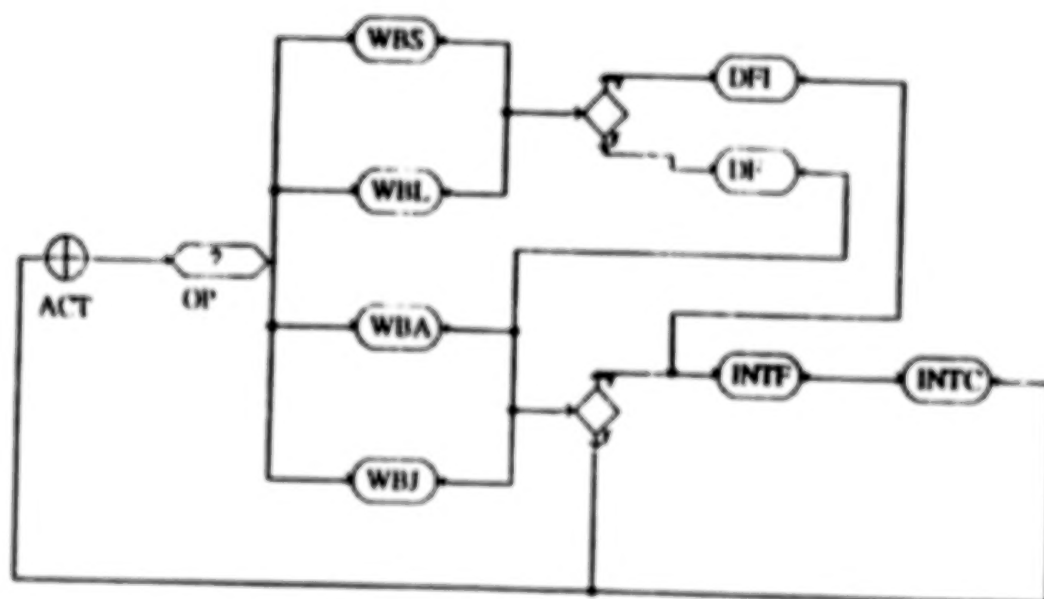 WBS
DFI
DF
WBL
ACT
?
OP
WBA
INTF
INTC
WBJ